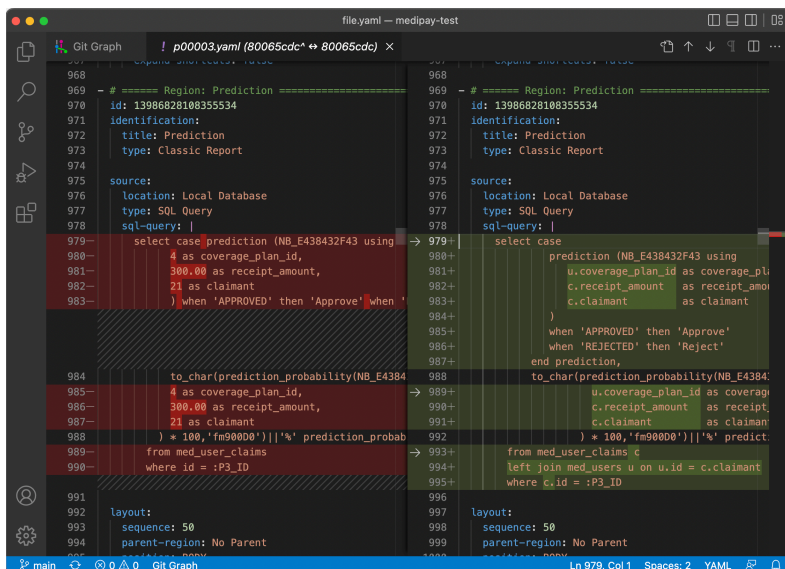 file.yaml — medipay-test
Git Graph
! p00003.yaml (80065cdc^ ↔ 80065cdc) ×
968
969 – # ====== Region: Prediction ======================
970 id: 13986828108355534
971 identification:
972 title: Prediction
973 type: Classic Report
974
975 source:
976 location: Local Database
977 type: SQL Query
978 sql-query: |
979– select case prediction (NB_E438432F43 using
980– 4 as coverage_plan_id,
981– 300.00 as receipt_amount,
982– 21 as claimant
983– ) when 'APPROVED' then 'Approve' when '
984 to_char(prediction_probability(NB_E4384
985– 4 as coverage_plan_id,
986– 300.00 as receipt_amount,
987– 21 as claimant
988 ) * 100,'fm900D0')||'%' prediction_probab
989– from med_user_claims
990– where id = :P3_ID
991
992 layout:
993 sequence: 50
994 parent-region: No Parent
968
969 – # ====== Region: Prediction ======================
970 id: 13986828108355534
971 identification:
972 title: Prediction
973 type: Classic Report
974
975 source:
976 location: Local Database
977 type: SQL Query
978 sql-query: |
→ 979+ select case
980+ prediction (NB_E438432F43 using
981+ u.coverage_plan_id as coverage_pla
982+ c.receipt_amount as receipt_amou
983+ c.claimant as claimant
984+ )
985+ when 'APPROVED' then 'Approve'
986+ when 'REJECTED' then 'Reject'
987+ end prediction,
988 to_char(prediction_probability(NB_E4384
→ 989+ u.coverage_plan_id as coverage
990+ c.receipt_amount as receipt_
991+ c.claimant as claiman
992 ) * 100,'fm900D0')||'%' predict
→ 993+ from med_user_claims c
994+ left join med_users u on u.id = c.claimant
995+ where c.id = :P3_ID
996
997 layout:
998 sequence: 50
999 parent-region: No Parent
main
0 0
Git Graph
Ln 979, Col 1
Spaces: 2
YAML